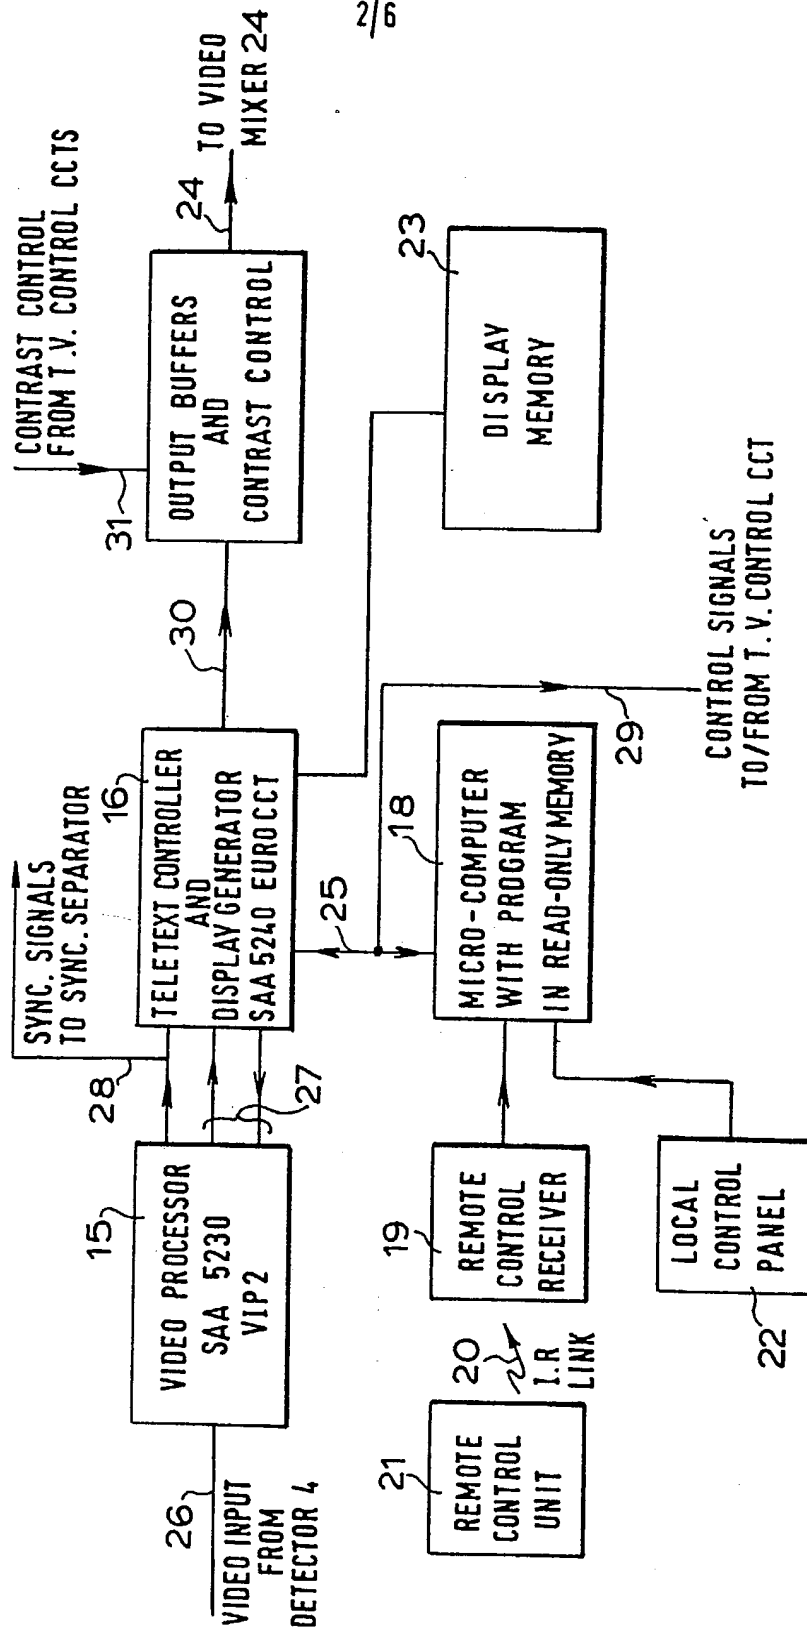 2/6
SYNC. SIGNALS
TO SYNC. SEPARATOR
CONTRAST CONTROL
FROM T.V. CONTROL CCTS
28
31
24
TO VIDEO
MIXER 24
26
VIDEO INPUT
FROM
DETECTOR 4
15
VIDEO PROCESSOR
SAA 5230
VIP2
27
16
TELETEXT CONTROLLER
AND
DISPLAY GENERATOR
SAA 5240 EUROCCT
30
OUTPUT BUFFERS
AND
CONTRAST CONTROL
25
21
REMOTE
CONTROL
UNIT
20
I.R
LINK
19
REMOTE
CONTROL
RECEIVER
18
MICRO-COMPUTER
WITH PROGRAM
IN READ-ONLY MEMORY
23
DISPLAY
MEMORY
29
22
LOCAL
CONTROL
PANEL
CONTROL SIGNALS
TO/FROM T.V. CONTROL CCT